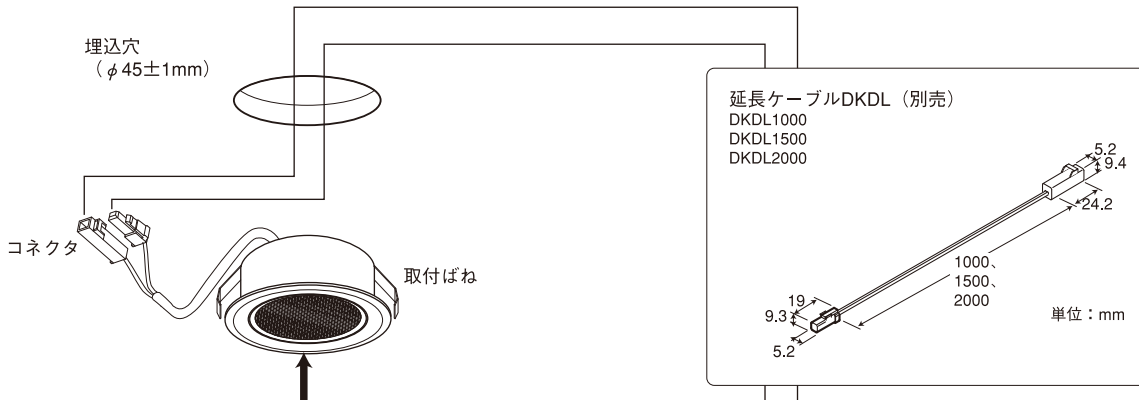 埋込穴
（φ45±1mm）
コネクタ
取付ばね
延長ケーブルDKDL（別売）
DKDL1000
DKDL1500
DKDL2000
5.2
9.4
24.2
1000、
1500、
2000
19
9.3
5.2
単位：mm